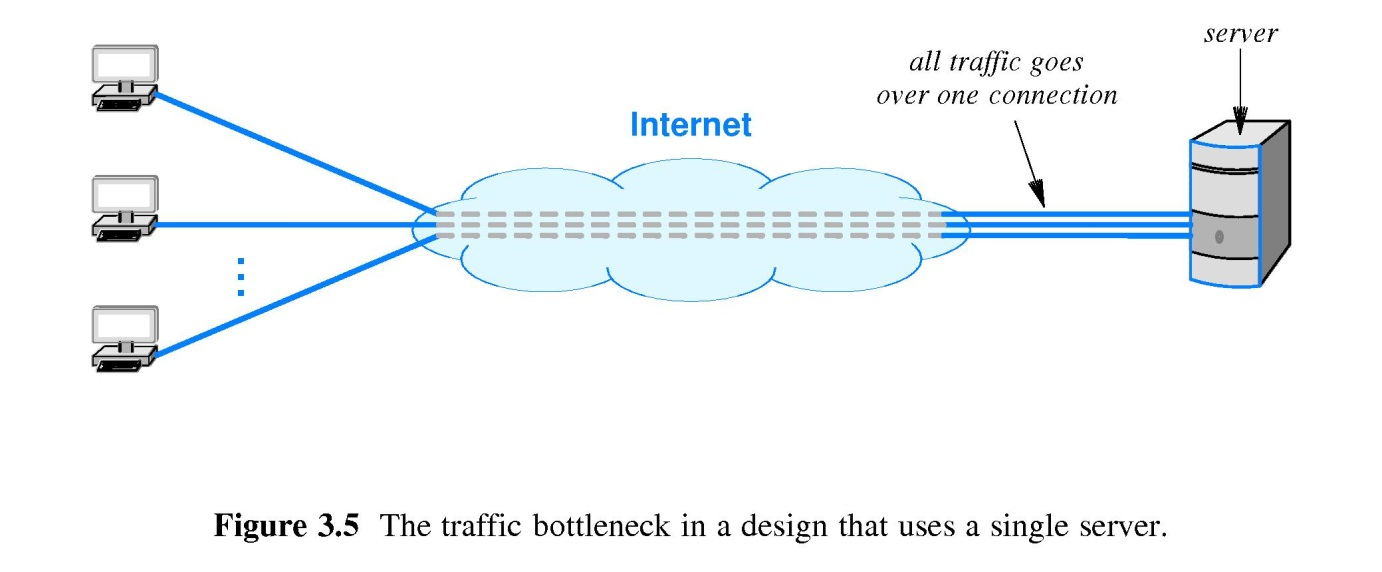 server
all traffic goes
over one connection
Internet
Figure 3.5 The traffic bottleneck in a design that uses a single server.